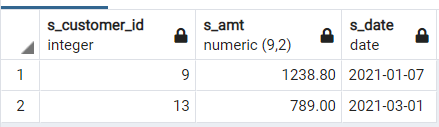 s_customer_id s_amt s_date
integer numeric (9,2) date
1 9 1238.80 2021-01-07
2 13 789.00 2021-03-01